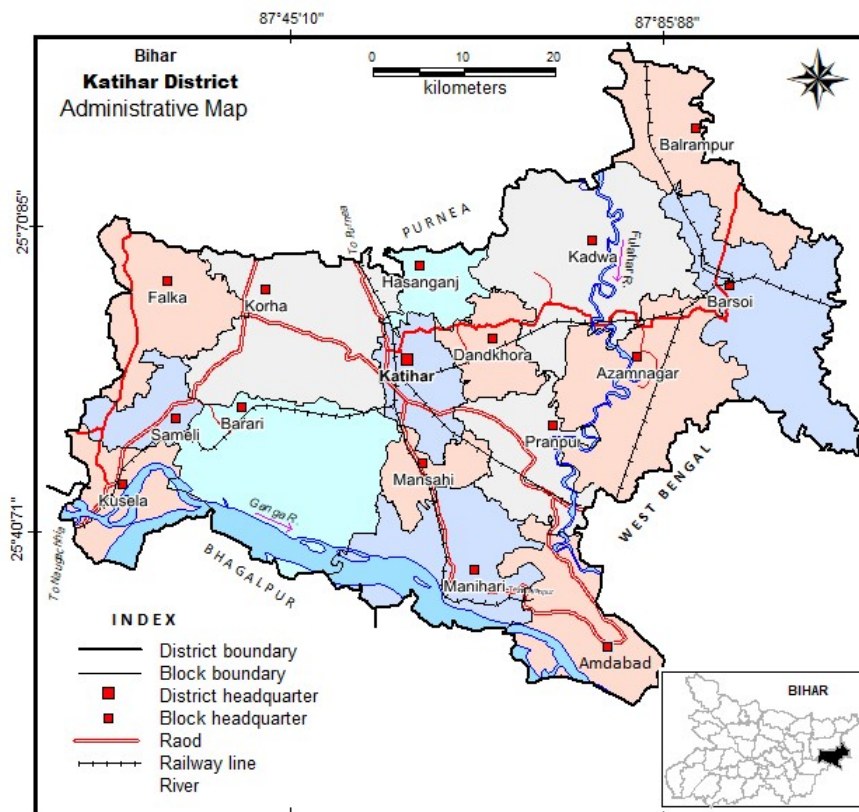 87°45'10"
87°85'88"
Bihar
Katihar District
Administrative Map
0 10 20
kilometers
Balrampur
25°70'85"
PURNEA
To Purnea
Kadwa
Fulahar R.
Hasanganj
Falka
Korha
Barsoi
Dandkhora
Katihar
Azamnagar
Barari
Sameli
Pranpur
Mansahi
Kusela
WEST BENGAL
Ganga R.
25°40'71"
To Naugachhia
BHAGALPUR
Manihari
Amdabad
INDEX
District boundary
Block boundary
District headquarter
Block headquarter
Raod
Railway line
River
BIHAR